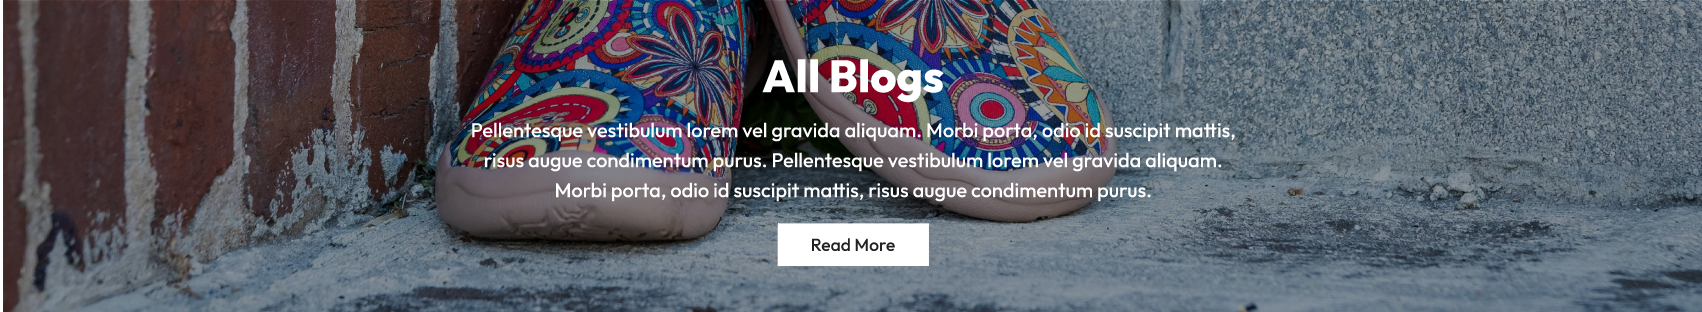 All Blogs
Pellentesque vestibulum lorem vel gravida aliquam. Morbi porta, odio id suscipit mattis,
risus augue condimentum purus. Pellentesque vestibulum lorem vel gravida aliquam.
Morbi porta, odio id suscipit mattis, risus augue condimentum purus.
Read More